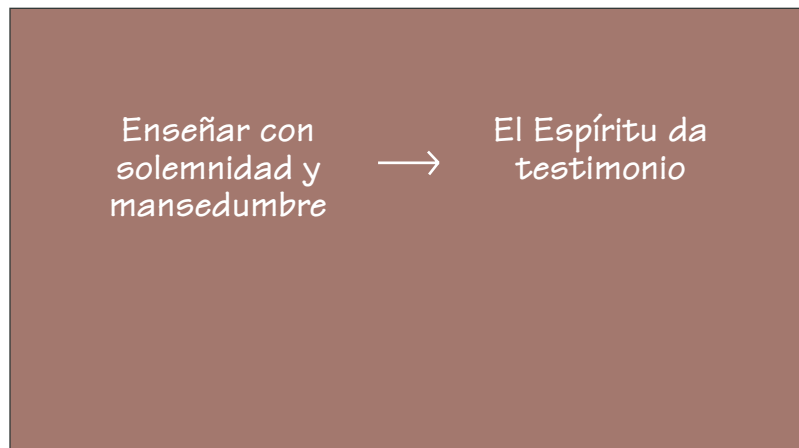 Enseñar con
solemnidad y
mansedumbre
→
El Espíritu da
testimonio